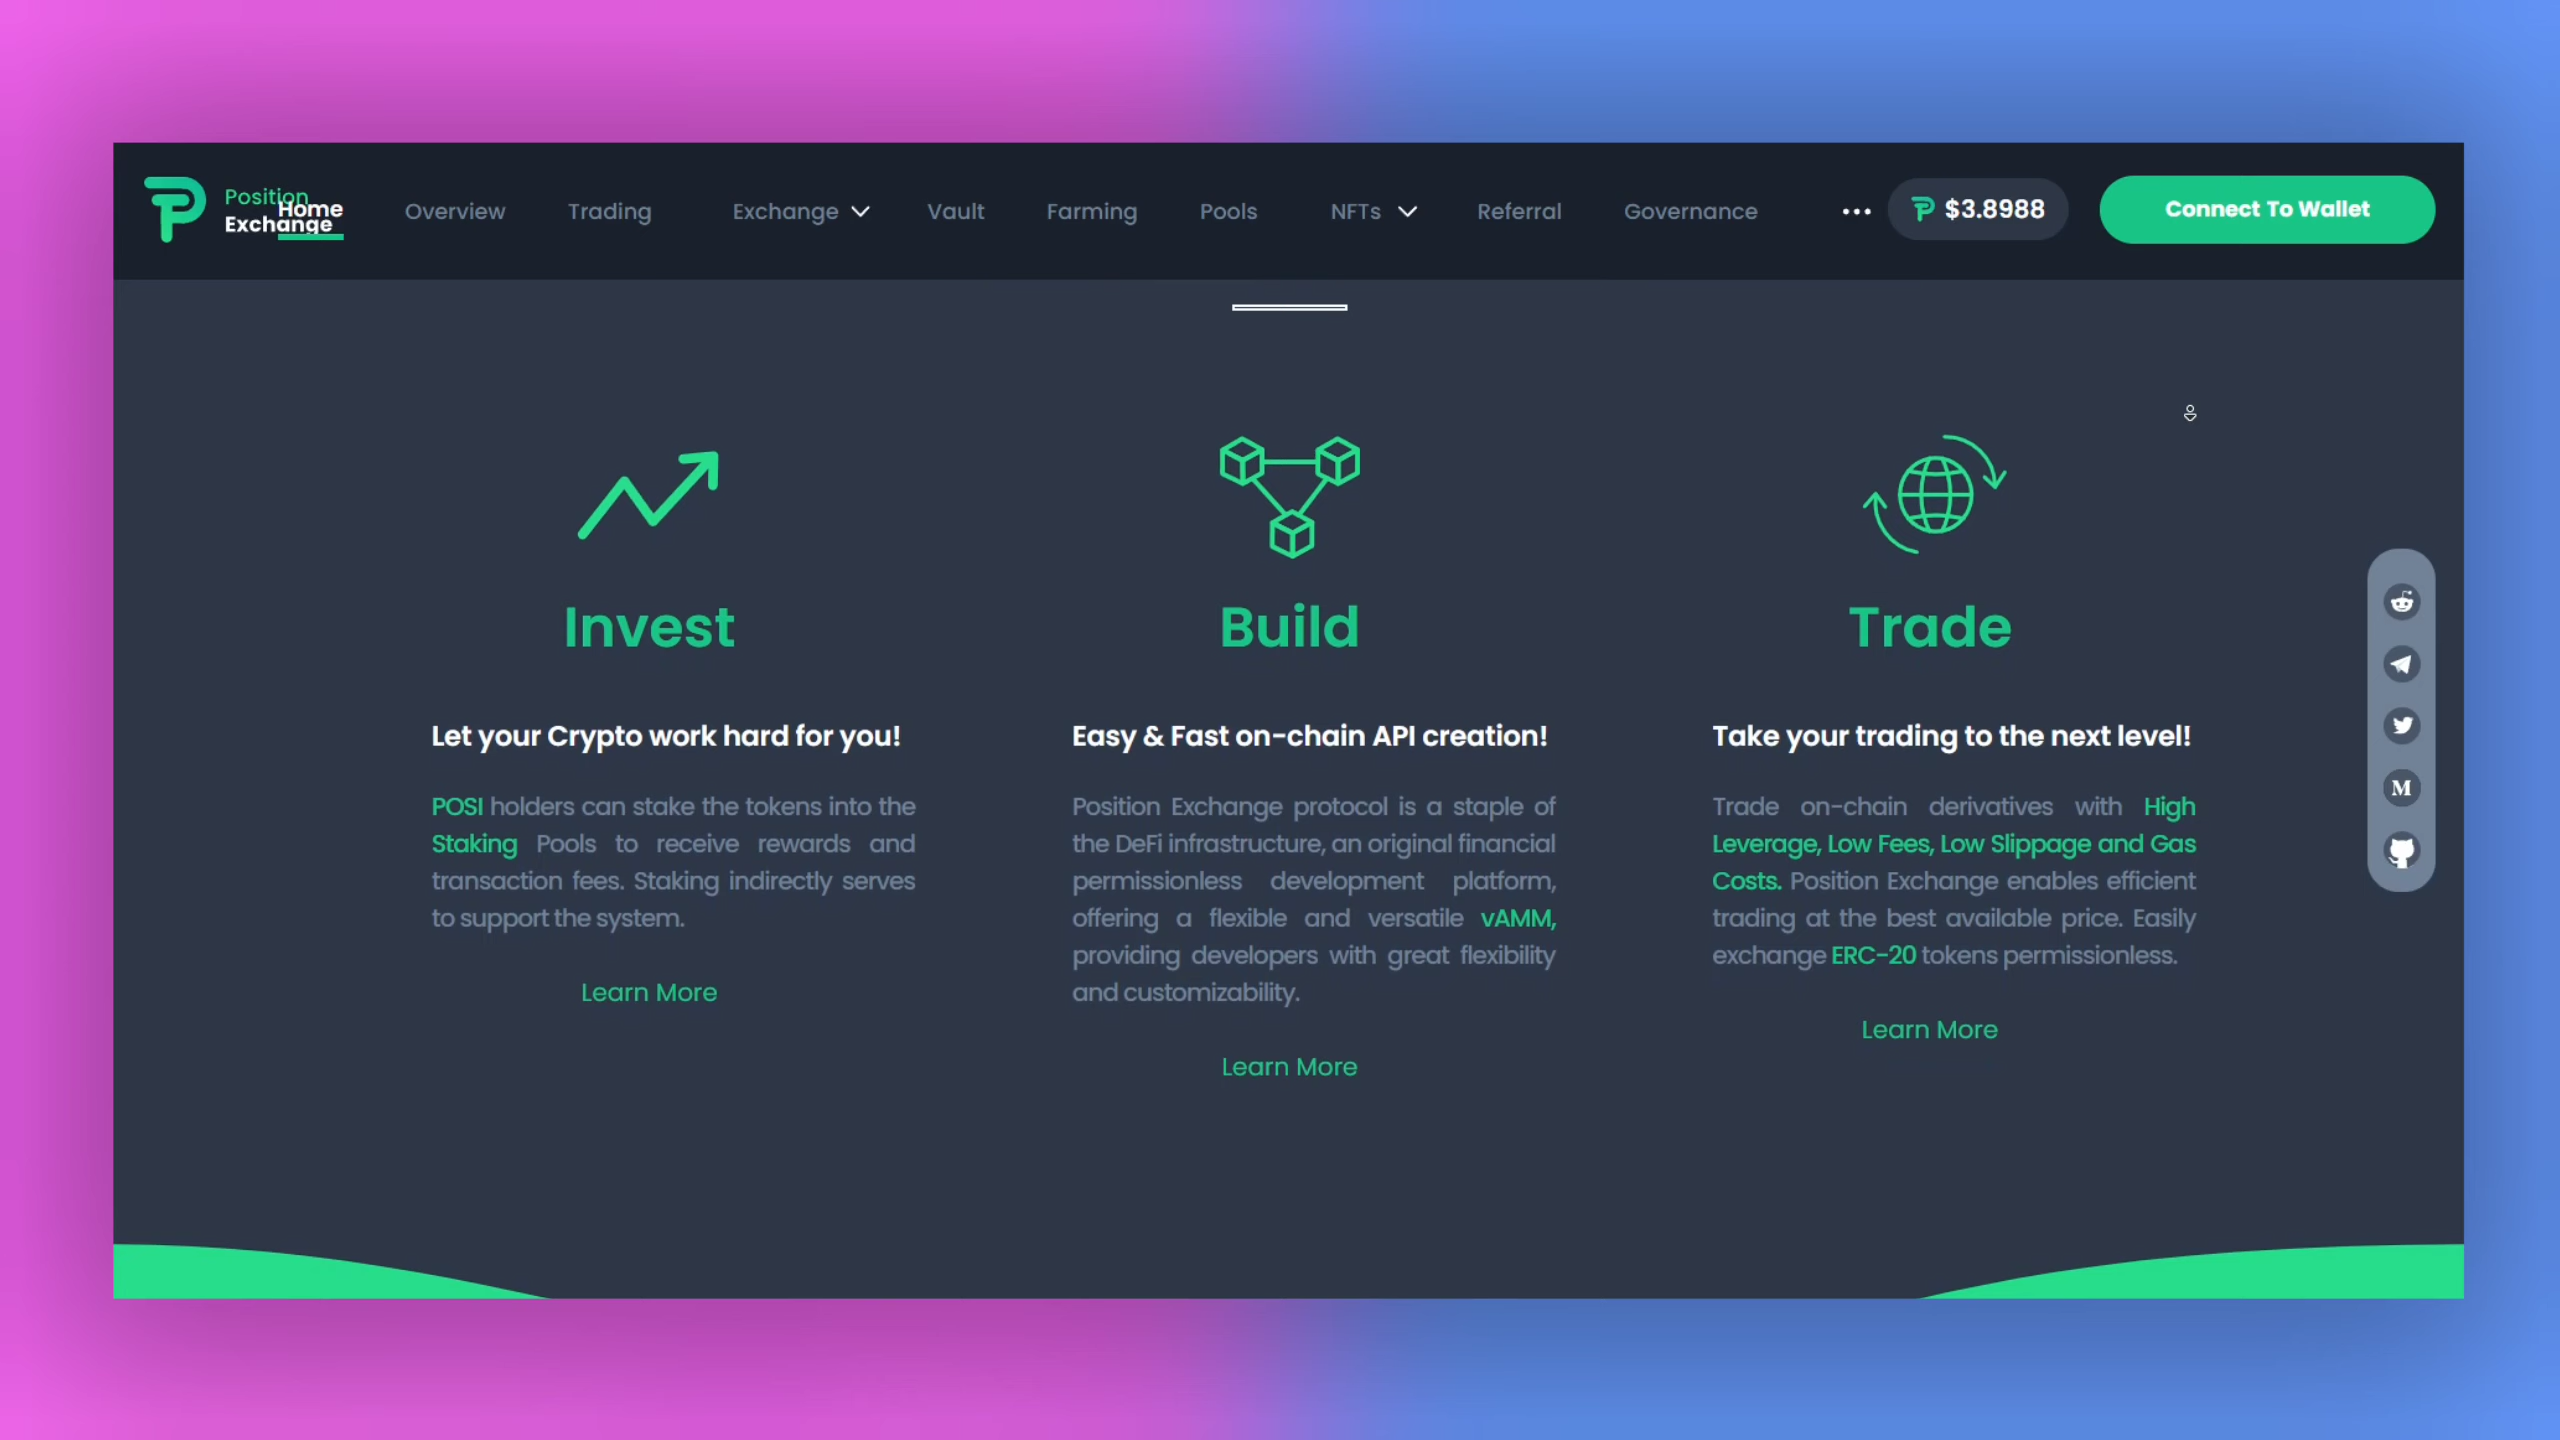 Position
Exchange
Home
Overview
Trading
Exchange
Vault
Farming
Pools
NFTs
Referral
Governance
$3.8988
Connect To Wallet
Invest
Let your Crypto work hard for you!
POSI holders can stake the tokens into the
Staking Pools to receive rewards and
transaction fees. Staking indirectly serves
to support the system.
Learn More
Build
Easy & Fast on-chain API creation!
Position Exchange protocol is a staple of
the DeFi infrastructure, an original financial
permissionless development platform,
offering a flexible and versatile vAMM,
providing developers with great flexibility
and customizability.
Learn More
Trade
Take your trading to the next level!
Trade on-chain derivatives with High
Leverage, Low Fees, Low Slippage and Gas
Costs. Position Exchange enables efficient
trading at the best available price. Easily
exchange ERC-20 tokens permissionless.
Learn More